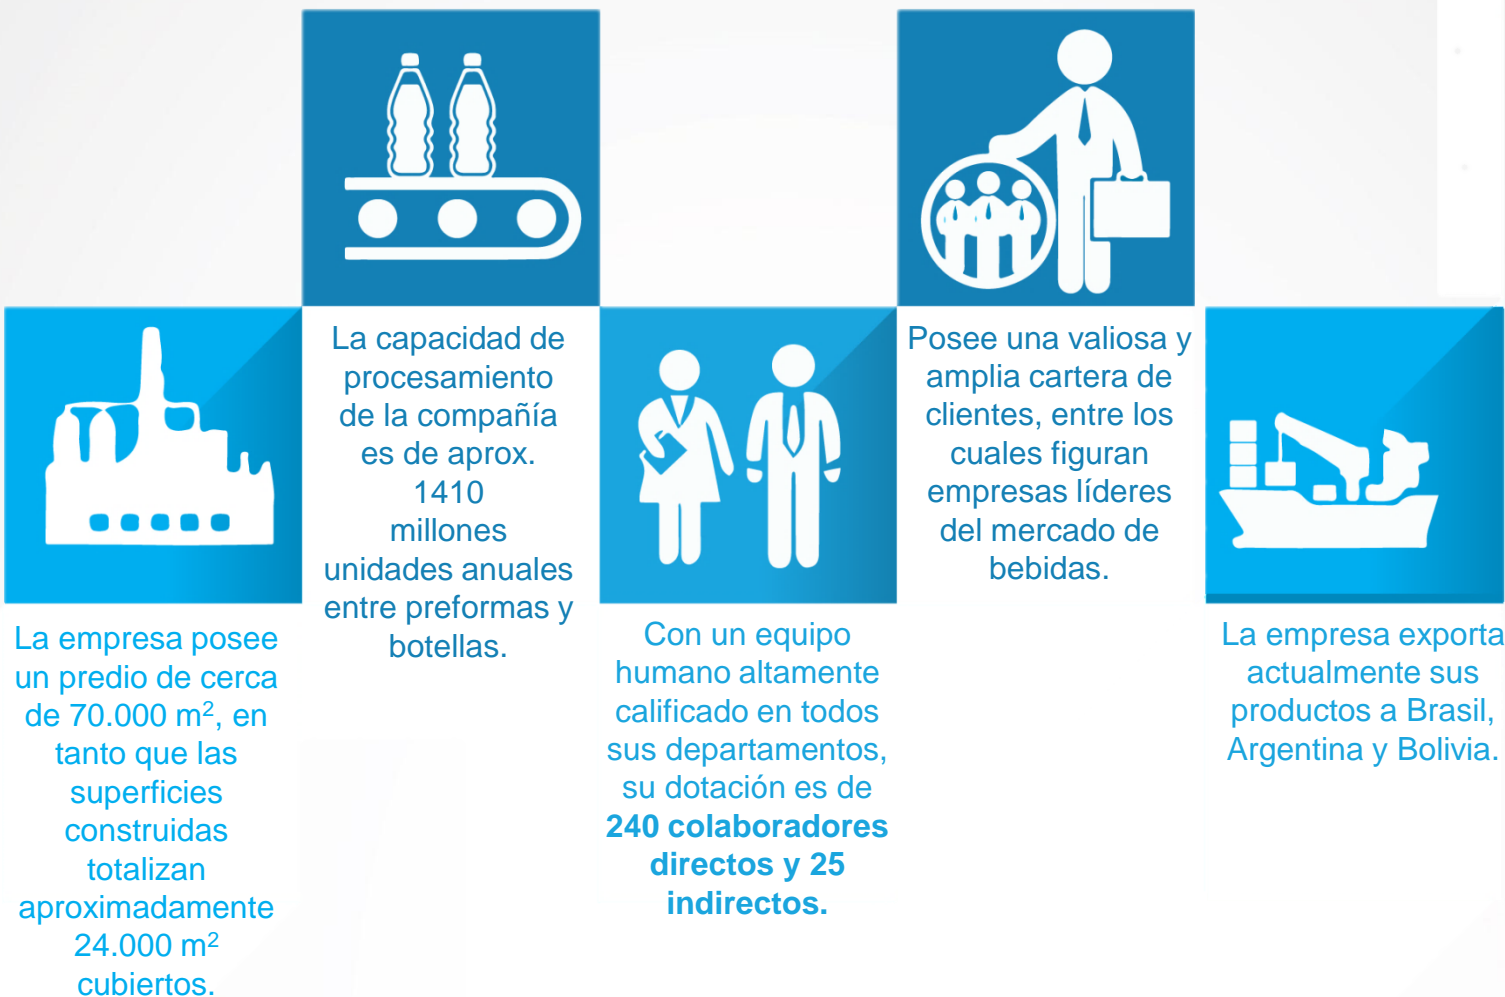 La empresa posee
un predio de cerca
de 70.000 m², en
tanto que las
superficies
construidas
totalizan
aproximadamente
24.000 m²
cubiertos.
La capacidad de
procesamiento
de la compañía
es de aprox.
1410
millones
unidades anuales
entre preformas y
botellas.
Con un equipo
humano altamente
calificado en todos
sus departamentos,
su dotación es de
240 colaboradores
directos y 25
indirectos.
Posee una valiosa y
amplia cartera de
clientes, entre los
cuales figuran
empresas líderes
del mercado de
bebidas.
La empresa exporta
actualmente sus
productos a Brasil,
Argentina y Bolivia.